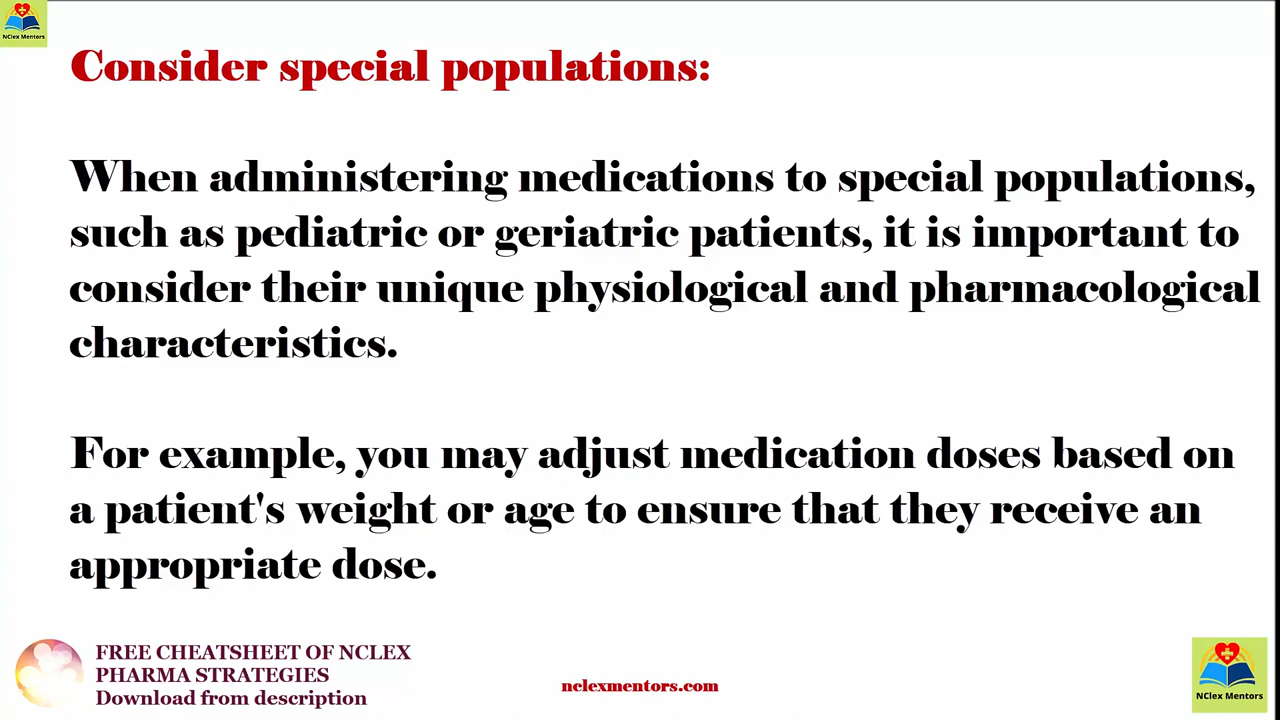 NClex Mentors
Consider special populations:
When administering medications to special populations,
such as pediatric or geriatric patients, it is important to
consider their unique physiological and pharmacological
characteristics.
For example, you may adjust medication doses based on
a patient's weight or age to ensure that they receive an
appropriate dose.
FREE CHEATSHEET OF NCLEX
PHARMA STRATEGIES
Download from description
nclexmentors.com
NClex Mentors